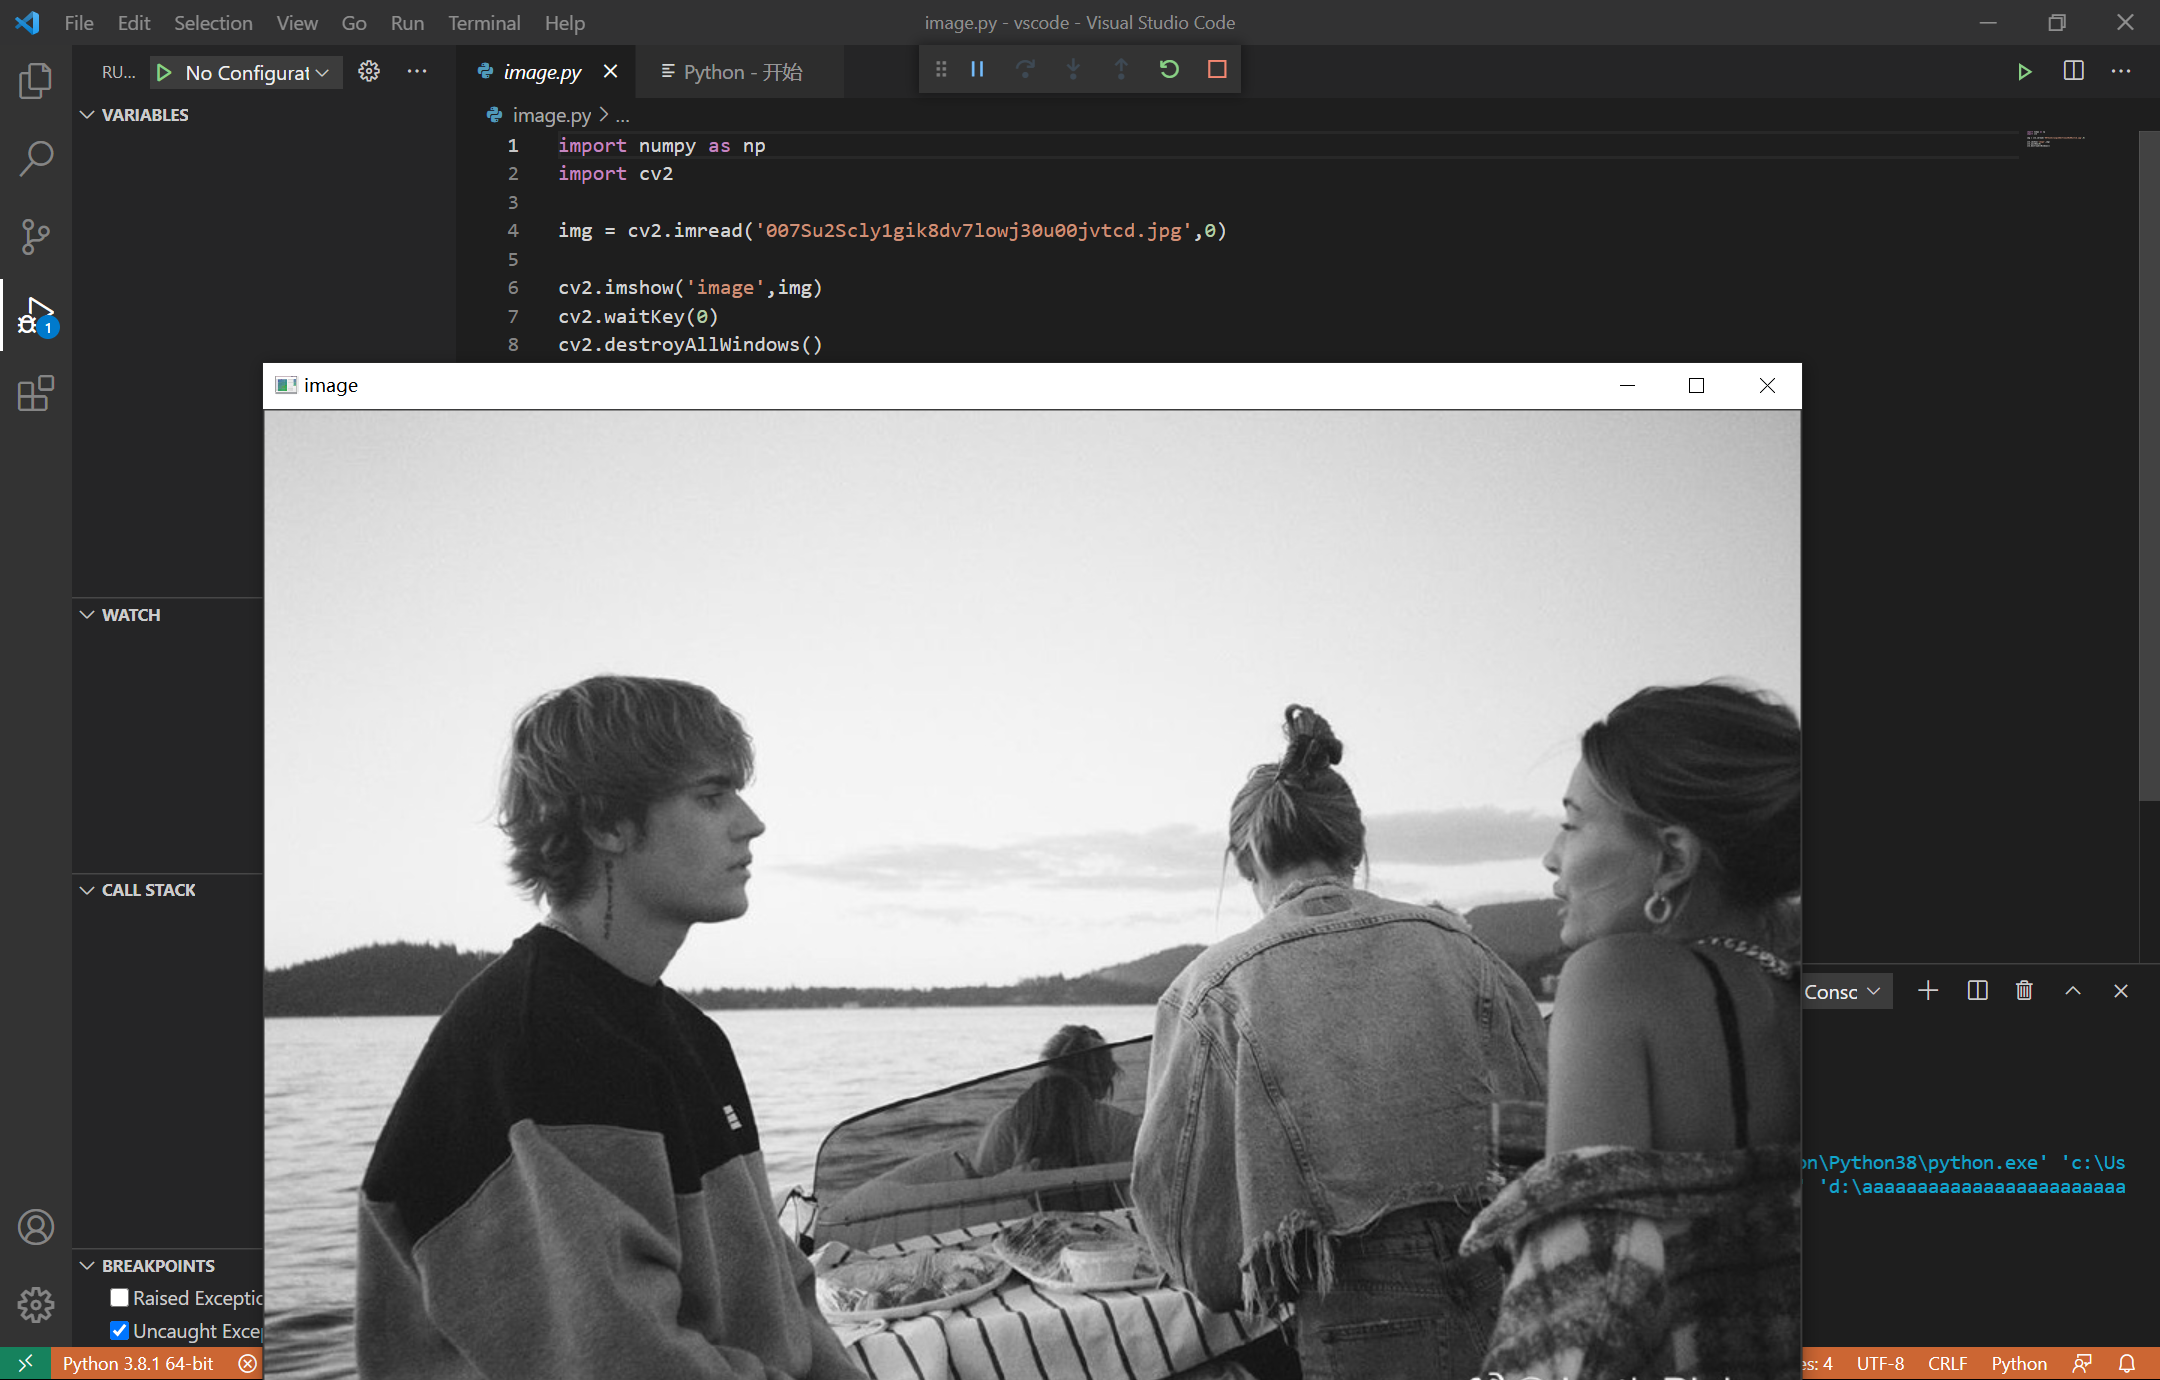 File Edit Selection View Go Run Terminal Help
image.py - vscode - Visual Studio Code
RU... No Configurat
image.py
Python - 开始
VARIABLES
image.py > ...
1 import numpy as np
2 import cv2
3
4 img = cv2.imread('007Su2Scly1gik8dv7lowj30u00jvtcd.jpg',0)
5
6 cv2.imshow('image',img)
7 cv2.waitKey(0)
8 cv2.destroyAllWindows()
1
image
WATCH
CALL STACK
Consc
on\Python38\python.exe' 'c:\Us
'd:\aaaaaaaaaaaaaaaaaaaaaaaa
BREAKPOINTS
Raised Exceptic
Uncaught Exce
Python 3.8.1 64-bit
es: 4 UTF-8 CRLF Python